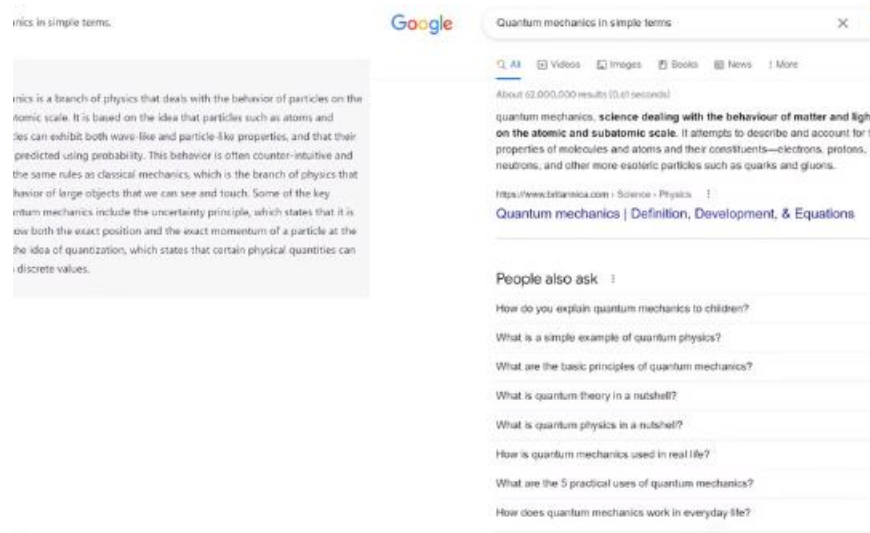 anics in simple terms.
anics is a branch of physics that deals with the behavior of particles on the
atomic scale. It is based on the idea that particles such as atoms and
les can exhibit both wave-like and particle-like properties, and that their
predicted using probability. This behavior is often counter-intuitive and
the same rules as classical mechanics, which is the branch of physics that
havior of large objects that we can see and touch. Some of the key
ntum mechanics include the uncertainty principle, which states that it is
ow both the exact position and the exact momentum of a particle at the
the idea of quantization, which states that certain physical quantities can
discrete values.
Google
Quantum mechanics in simple terms
All Videos Images Books News More
About 62,000,000 results (0.61 seconds)
quantum mechanics, science dealing with the behaviour of matter and ligh
on the atomic and subatomic scale. It attempts to describe and account for t
properties of molecules and atoms and their constituents—electrons, protons,
neutrons, and other more esoteric particles such as quarks and gluons.
https://www.britannica.com › Science › Physics
Quantum mechanics | Definition, Development, & Equations
People also ask
How do you explain quantum mechanics to children?
What is a simple example of quantum physics?
What are the basic principles of quantum mechanics?
What is quantum theory in a nutshell?
What is quantum physics in a nutshell?
How is quantum mechanics used in real life?
What are the 5 practical uses of quantum mechanics?
How does quantum mechanics work in everyday life?